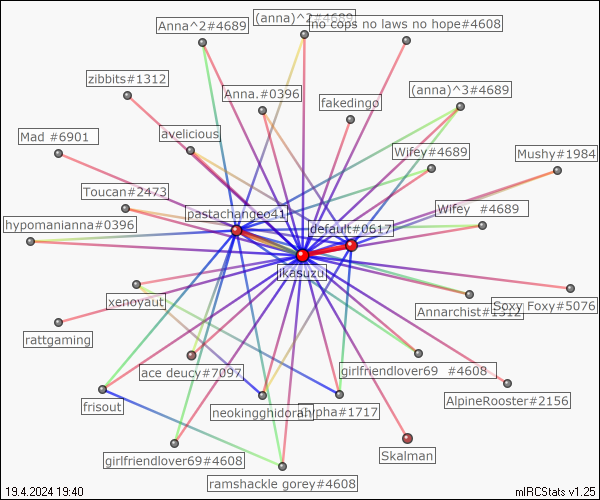 (anna)^2#4689
Anna^2#4689
no cops no laws no hope#4608
zibbits#1312
Anna.#0396
fakedingo
(anna)^3#4689
Mad #6901
avelicious
Wifey#4689
Mushy#1984
Toucan#2473
pastachangeo41
hypomanianna#0396
default#0617
Wifey #4689
ikasuzu
xenoyaut
Annarchist#1312
Soxy Foxy#5076
rattgaming
ace deucy#7097
girlfriendlover69 #4608
frisout
neokingghidorah
Cypha#1717
AlpineRooster#2156
girlfriendlover69#4608
Skalman
ramshackle gorey#4608
19.4.2024 19:40
mIRCStats v1.25